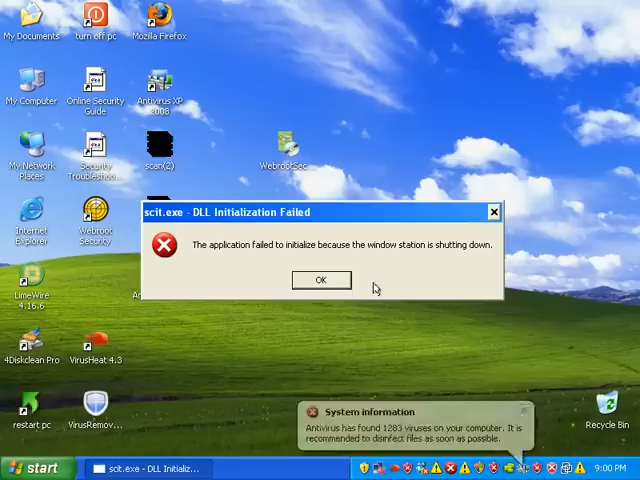 My Documents
turn off pc
Mozilla Firefox
My Computer
Online Security
Guide
Antivirus XP
2008
My Network
Places
Security
Troubleshoo...
scan(2)
WebrootSec...
Internet
Explorer
Webroot
Security
scit.exe - DLL Initialization Failed
The application failed to initialize because the window station is shutting down.
OK
LimeWire
4.16.6
4Diskclean Pro
VirusHeat 4.3
restart pc
VirusRemov...
Recycle Bin
System information
Antivirus has found 1283 viruses on your computer. It is
recommended to disinfect files as soon as possible.
start
scit.exe - DLL Initializ...
9:00 PM